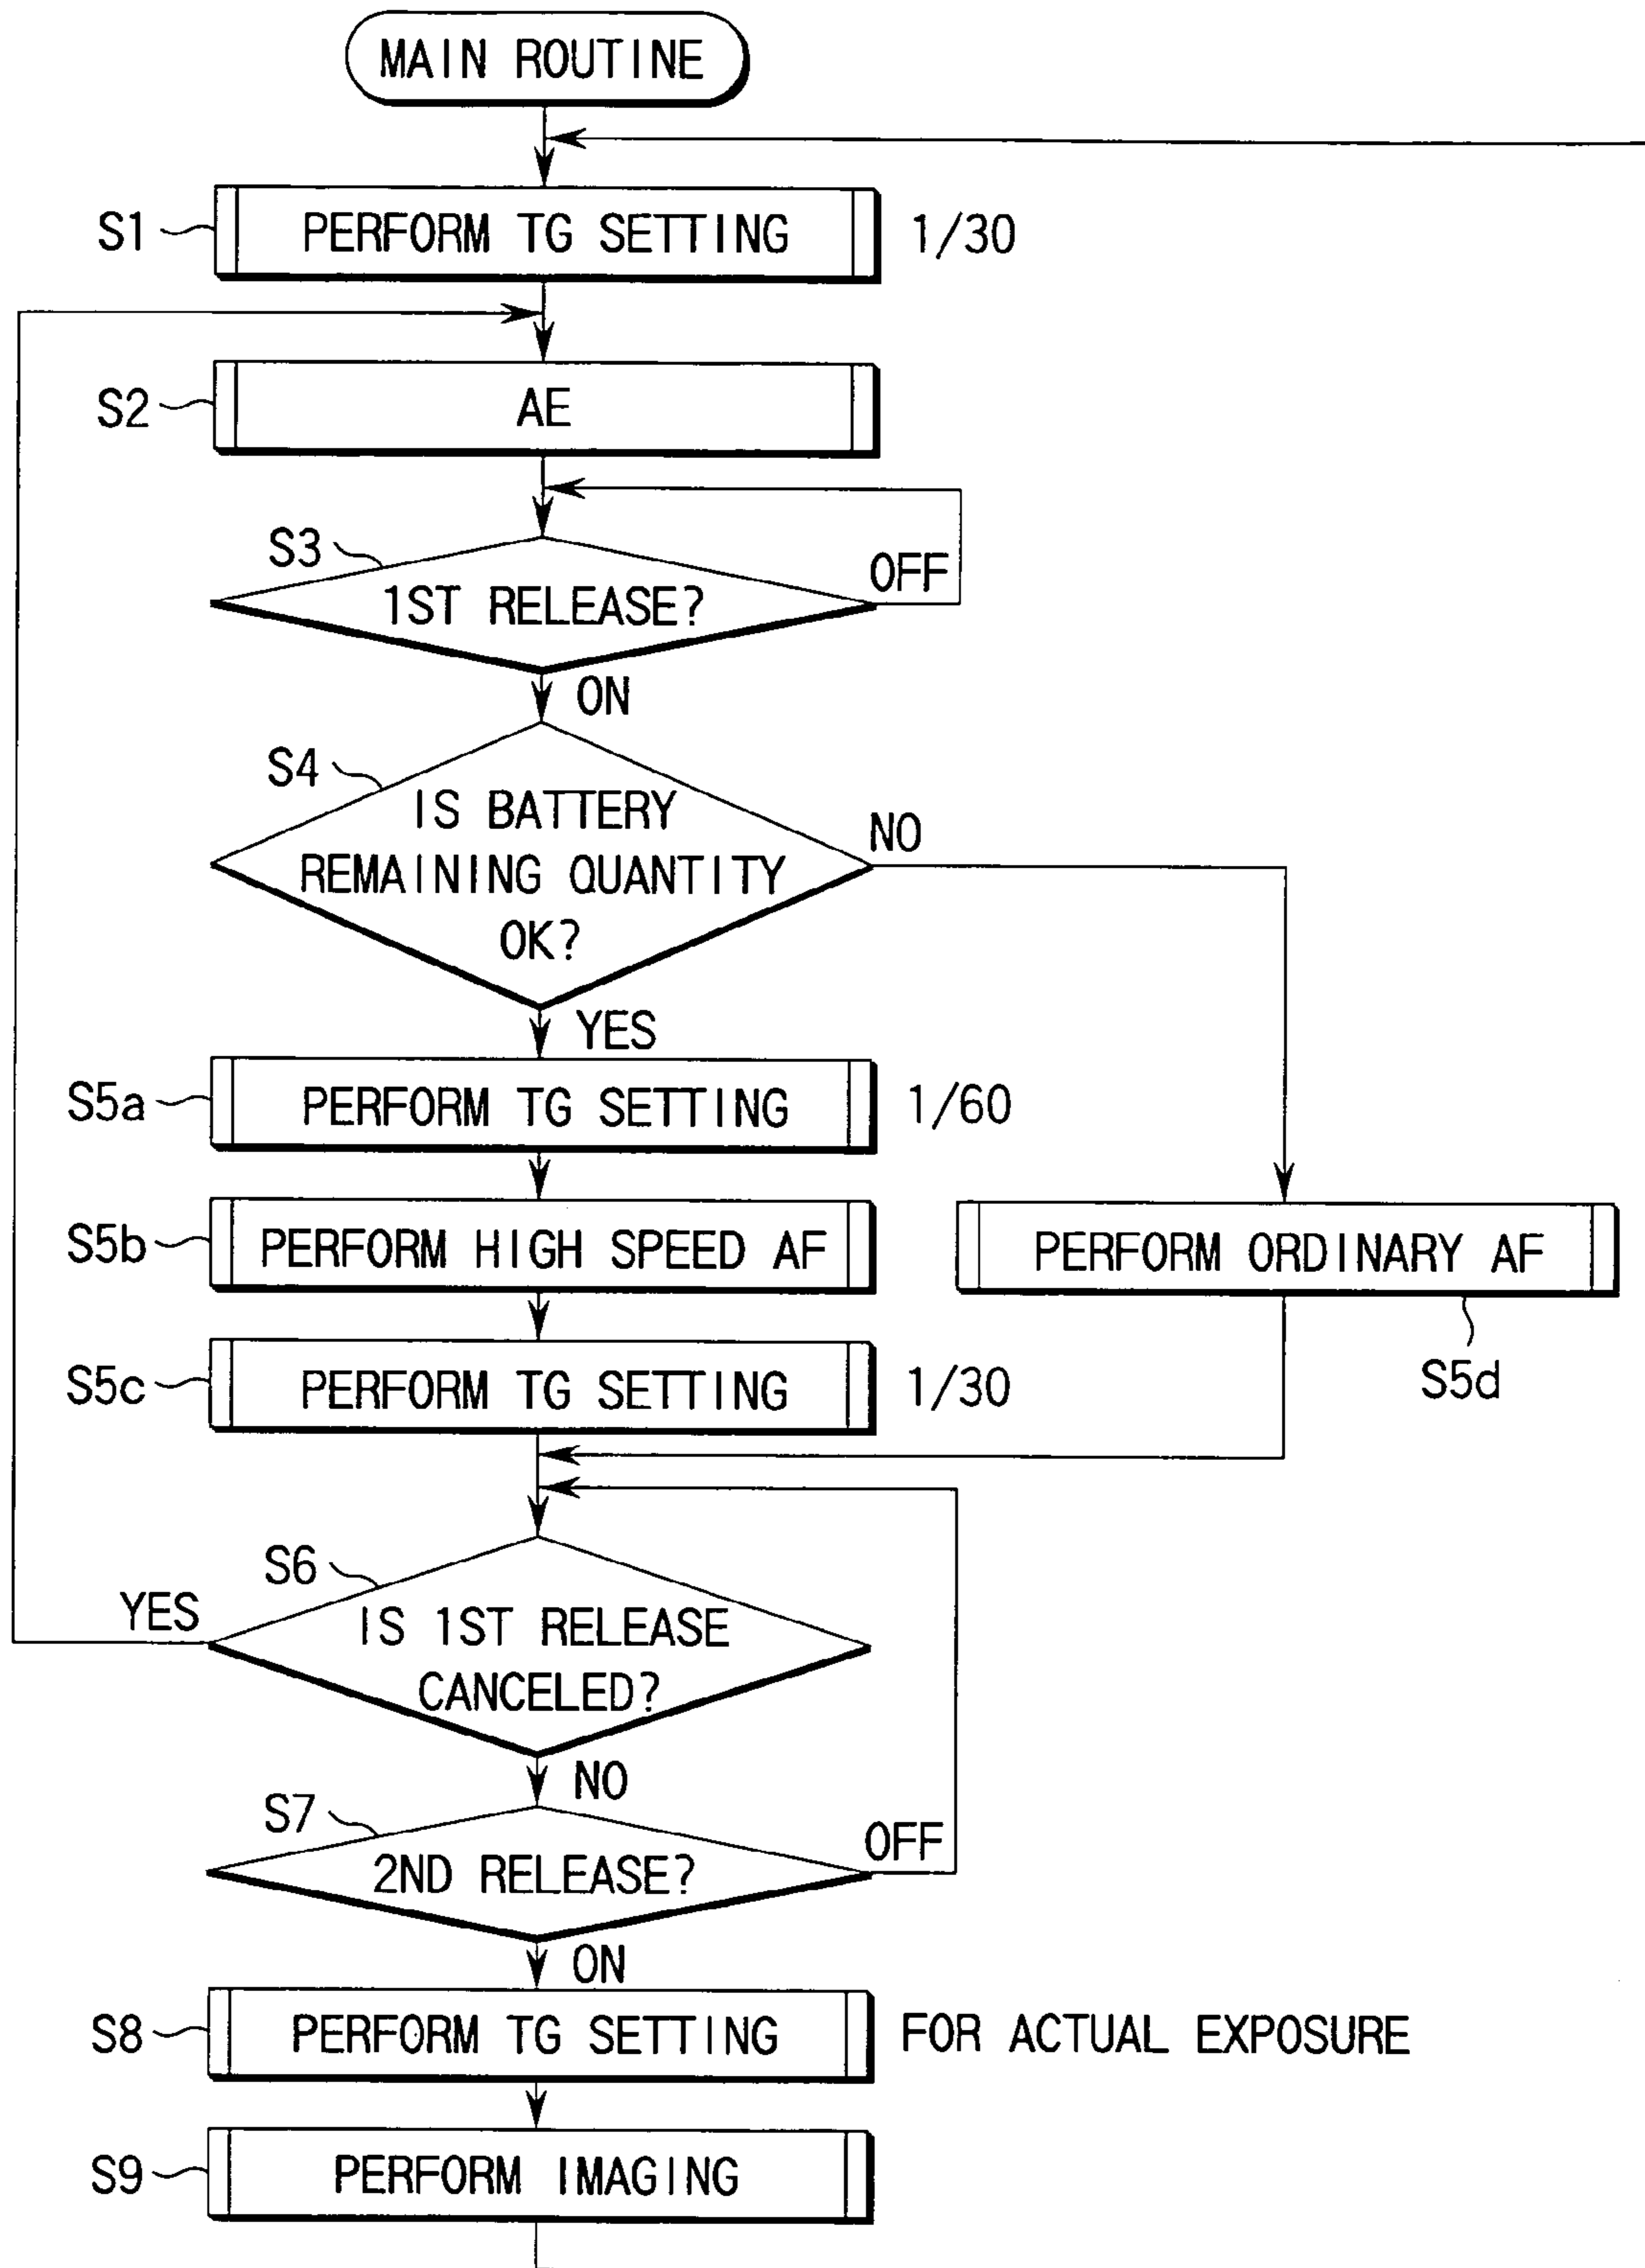 MAIN ROUTINE
S1 PERFORM TG SETTING 1/30
S2 AE
S3
1ST RELEASE?
OFF
ON
S4
IS BATTERY
REMAINING QUANTITY
OK?
NO
YES
S5a PERFORM TG SETTING 1/60
S5b PERFORM HIGH SPEED AF
PERFORM ORDINARY AF
S5c PERFORM TG SETTING 1/30
S5d
S6
YES
IS 1ST RELEASE
CANCELED?
NO
S7
2ND RELEASE?
OFF
ON
S8 PERFORM TG SETTING FOR ACTUAL EXPOSURE
S9 PERFORM IMAGING